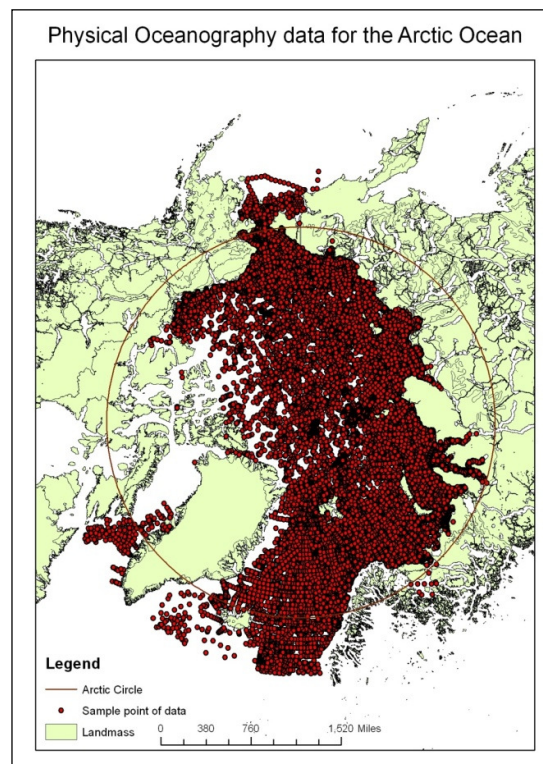 Physical Oceanography data for the Arctic Ocean
Legend
Arctic Circle
Sample point of data
Landmass
0 380 760 1,520 Miles